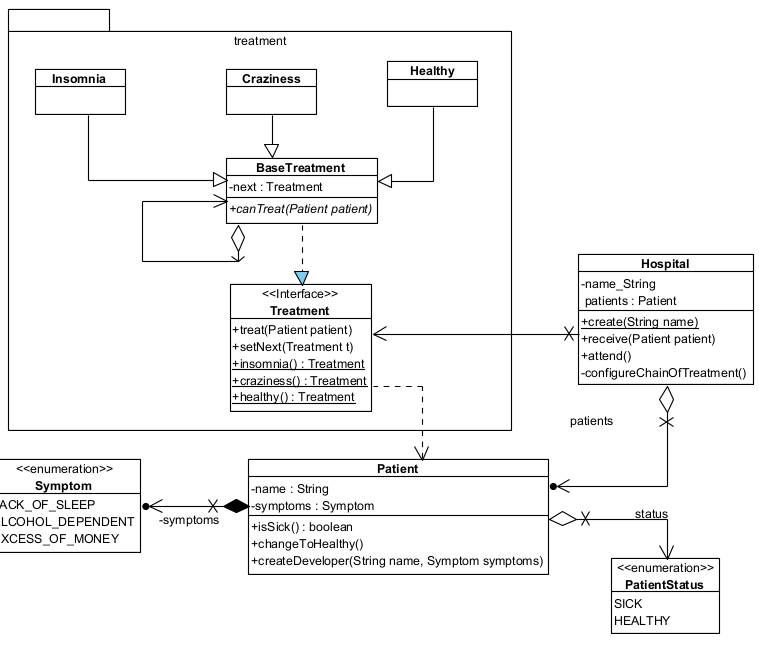 treatment
Insomnia
Craziness
Healthy
BaseTreatment
-next : Treatment
+canTreat(Patient patient)
<<Interface>>
Treatment
+treat(Patient patient)
+setNext(Treatment t)
+insomnia() : Treatment
+craziness() : Treatment
+healthy() : Treatment
Hospital
-name_String
patients : Patient
+create(String name)
+receive(Patient patient)
+attend()
-configureChainOfTreatment()
patients
<<enumeration>>
Symptom
ACK_OF_SLEEP
LCOHOL_DEPENDENT
XCESS_OF_MONEY
-symptoms
Patient
-name : String
-symptoms : Symptom
+isSick() : boolean
+changeToHealthy()
+createDeveloper(String name, Symptom symptoms)
status
<<enumeration>>
PatientStatus
SICK
HEALTHY